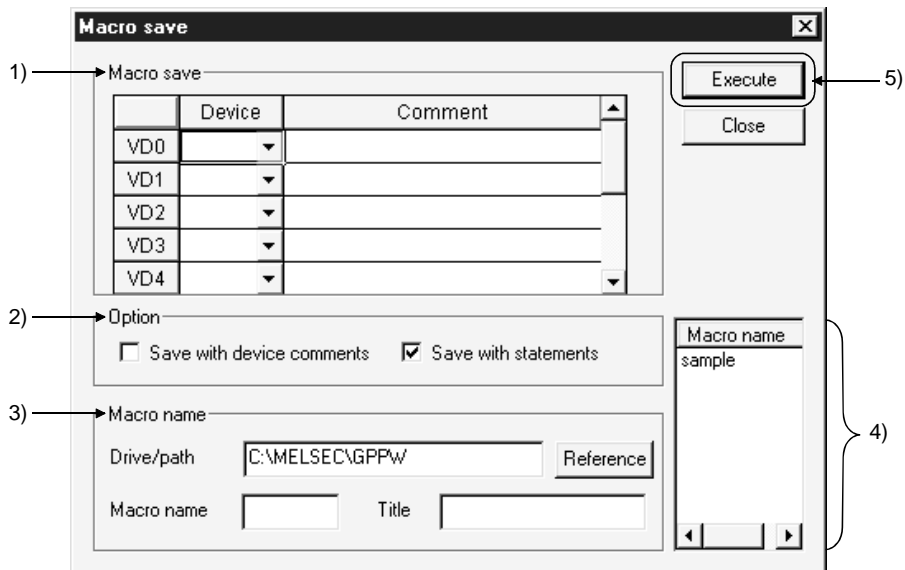 Macro save
1)
Macro save
Execute
5)
Device Comment
Close
VD0
VD1
VD2
VD3
VD4
2)
Option
Save with device comments Save with statements
Macro name
sample
3)
Macro name
4)
Drive/path C:\MELSEC\GPPW Reference
Macro name Title